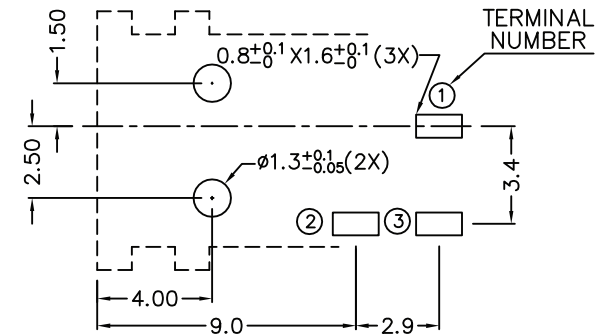 TERMINAL
NUMBER
1.50
0.8+0.1-0 X1.6+0.1-0 (3X)
1
2.50
ø1.3+0.1-0.05(2X)
3.4
2
3
4.00
9.0
2.9